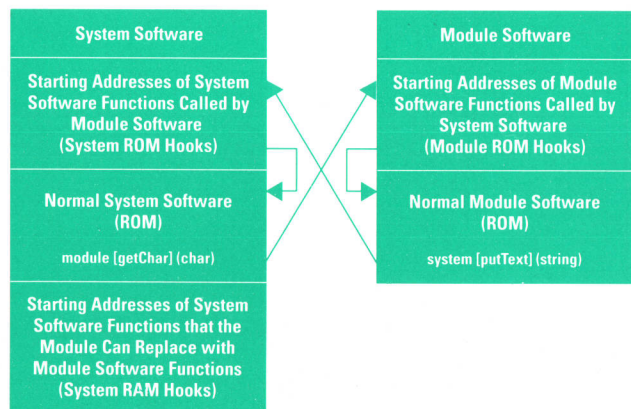 System Software
Starting Addresses of System
Software Functions Called by
Module Software
(System ROM Hooks)
Normal System Software
(ROM)
module [getChar] (char)
Starting Addresses of System
Software Functions that the
Module Can Replace with
Module Software Functions
(System RAM Hooks)
Module Software
Starting Addresses of Module
Software Functions Called by
System Software
(Module ROM Hooks)
Normal Module Software
(ROM)
system [putText] (string)